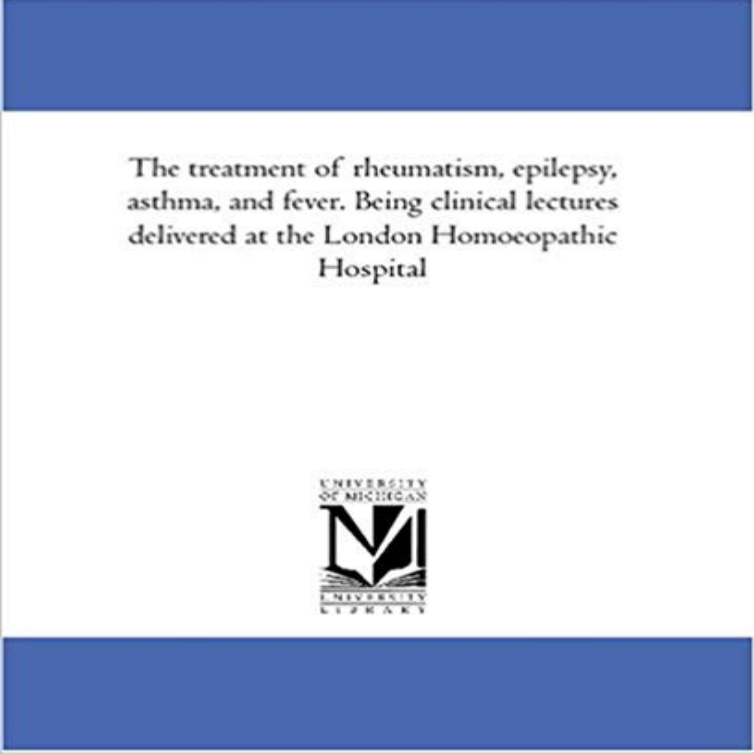 The treatment of rheumatism, epilepsy,
asthma, and fever. Being clinical lectures
delivered at the London Homoeopathic
Hospital
UNIVERSITY
OF MICHIGAN
UNIVERSITY
LIBRARY